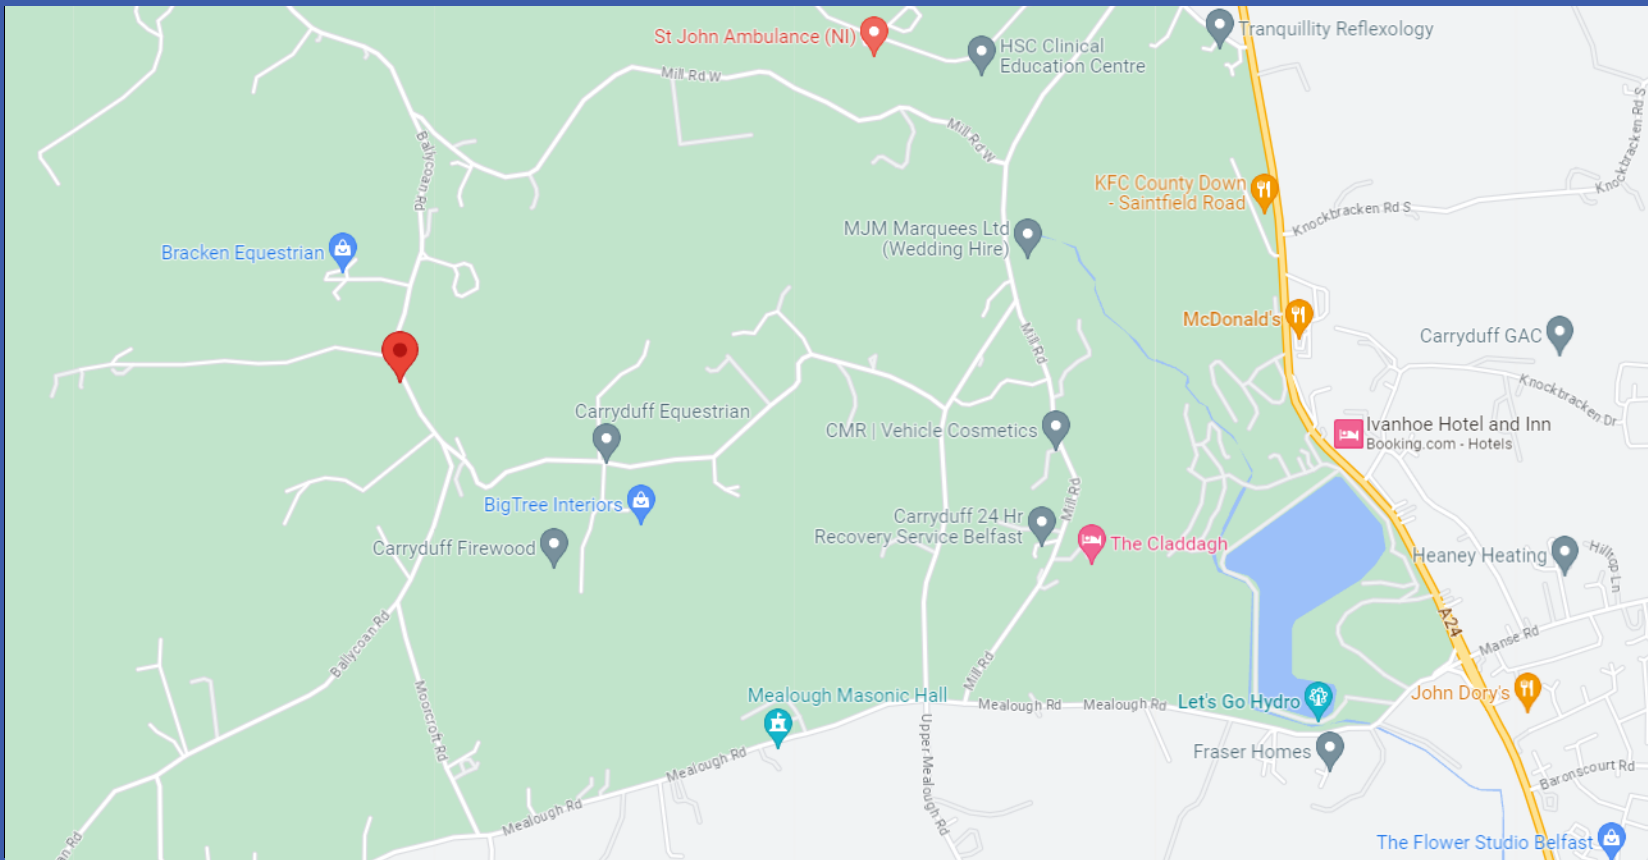 Tranquillity Reflexology
St John Ambulance (NI)
HSC Clinical
Education Centre
Mill Rd W
Knockbracken Rd S
Mill Rd W
Ballycoan Rd
KFC County Down
- Saintfield Road
Knockbracken Rd S
MJM Marquees Ltd
(Wedding Hire)
Bracken Equestrian
McDonald's
Carryduff GAC
Mill Rd
Knockbracken Dr
Carryduff Equestrian
CMR | Vehicle Cosmetics
Ivanhoe Hotel and Inn
Booking.com - Hotels
BigTree Interiors
Mill Rd
Carryduff 24 Hr
Recovery Service Belfast
The Claddagh
Carryduff Firewood
Heaney Heating
Hilltop Ln
A24
Manse Rd
Ballycoan Rd
Mill Rd
Mealough Masonic Hall
Mealough Rd
Mealough Rd
Let's Go Hydro
John Dory's
Moorcroft Rd
Upper Mealough Rd
Fraser Homes
Mealough Rd
Baronscourt Rd
Mealough Rd
an Rd
The Flower Studio Belfast